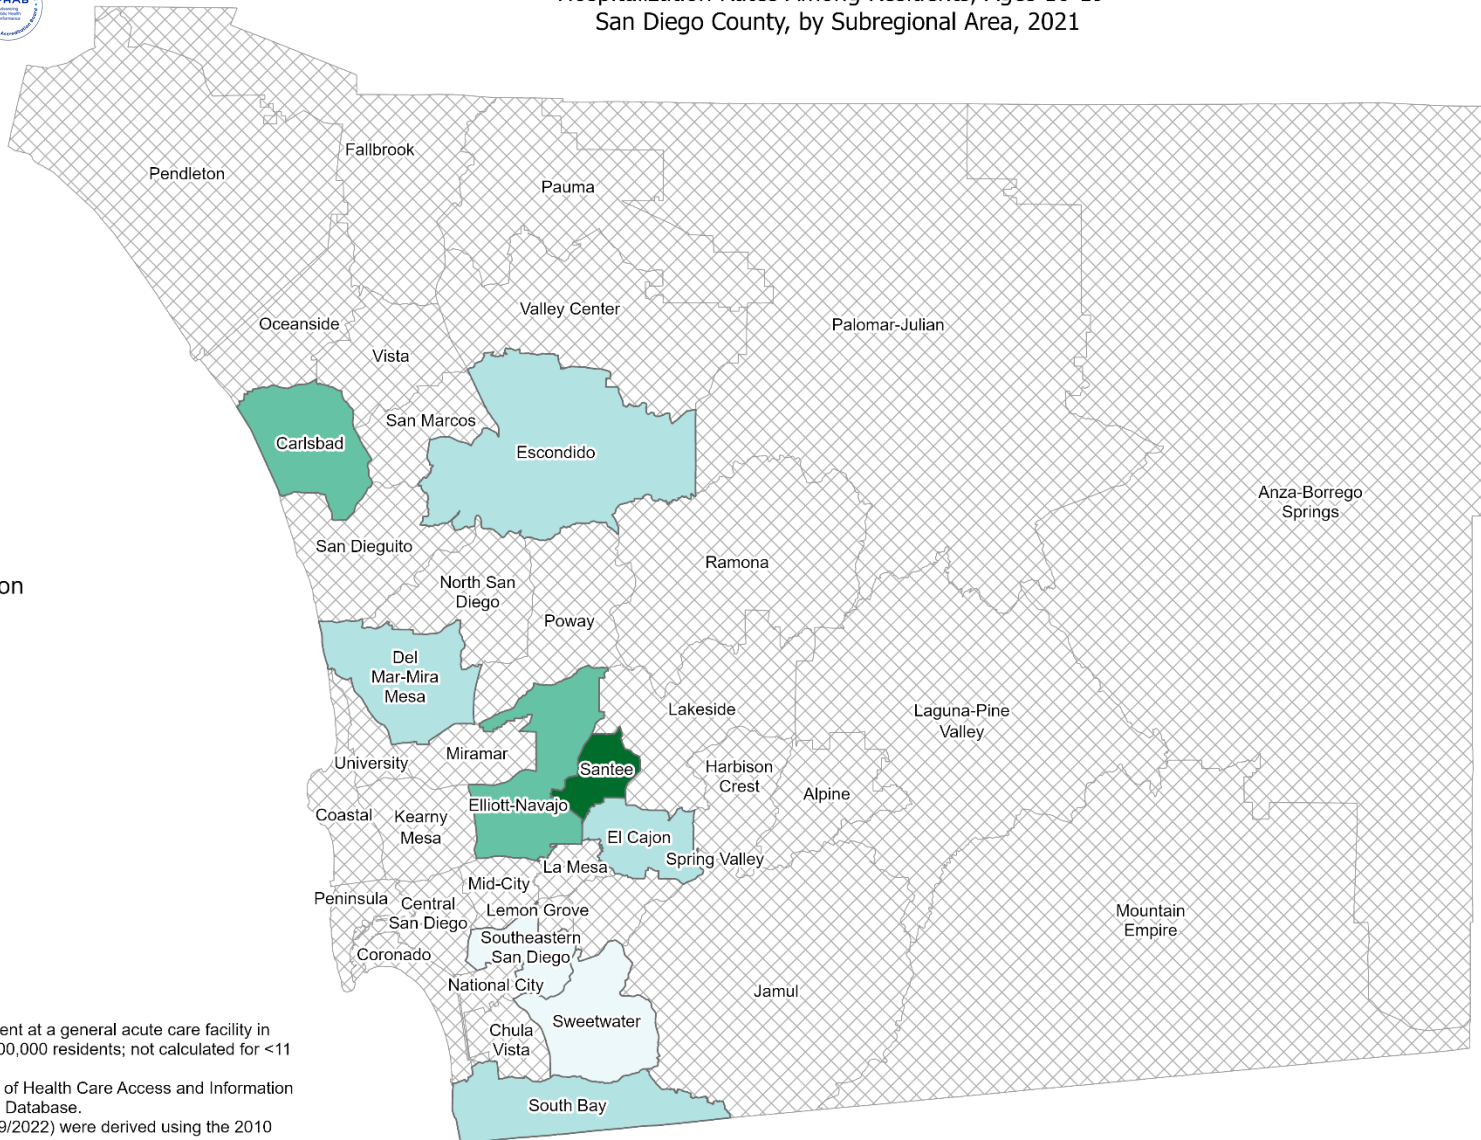 San Diego County, by Subregional Area, 2021
Fallbrook
Pendleton
Pauma
Valley Center
Oceanside
Palomar-Julian
Vista
San Marcos
Carlsbad
Escondido
Anza-Borrego
Springs
San Dieguito
Ramona
on
North San
Diego
Poway
Del
Mar-Mira
Mesa
Lakeside
Laguna-Pine
Valley
Miramar
University
Santee
Harbison
Crest
Alpine
Elliott-Navajo
Coastal
Kearny
Mesa
El Cajon
Spring Valley
La Mesa
Mid-City
Peninsula
Central
San Diego
Lemon Grove
Mountain
Empire
Southeastern
San Diego
Coronado
National City
Jamul
Sweetwater
Chula
Vista
ent at a general acute care facility in
00,000 residents; not calculated for <11
of Health Care Access and Information
Database.
9/2022) were derived using the 2010
South Bay